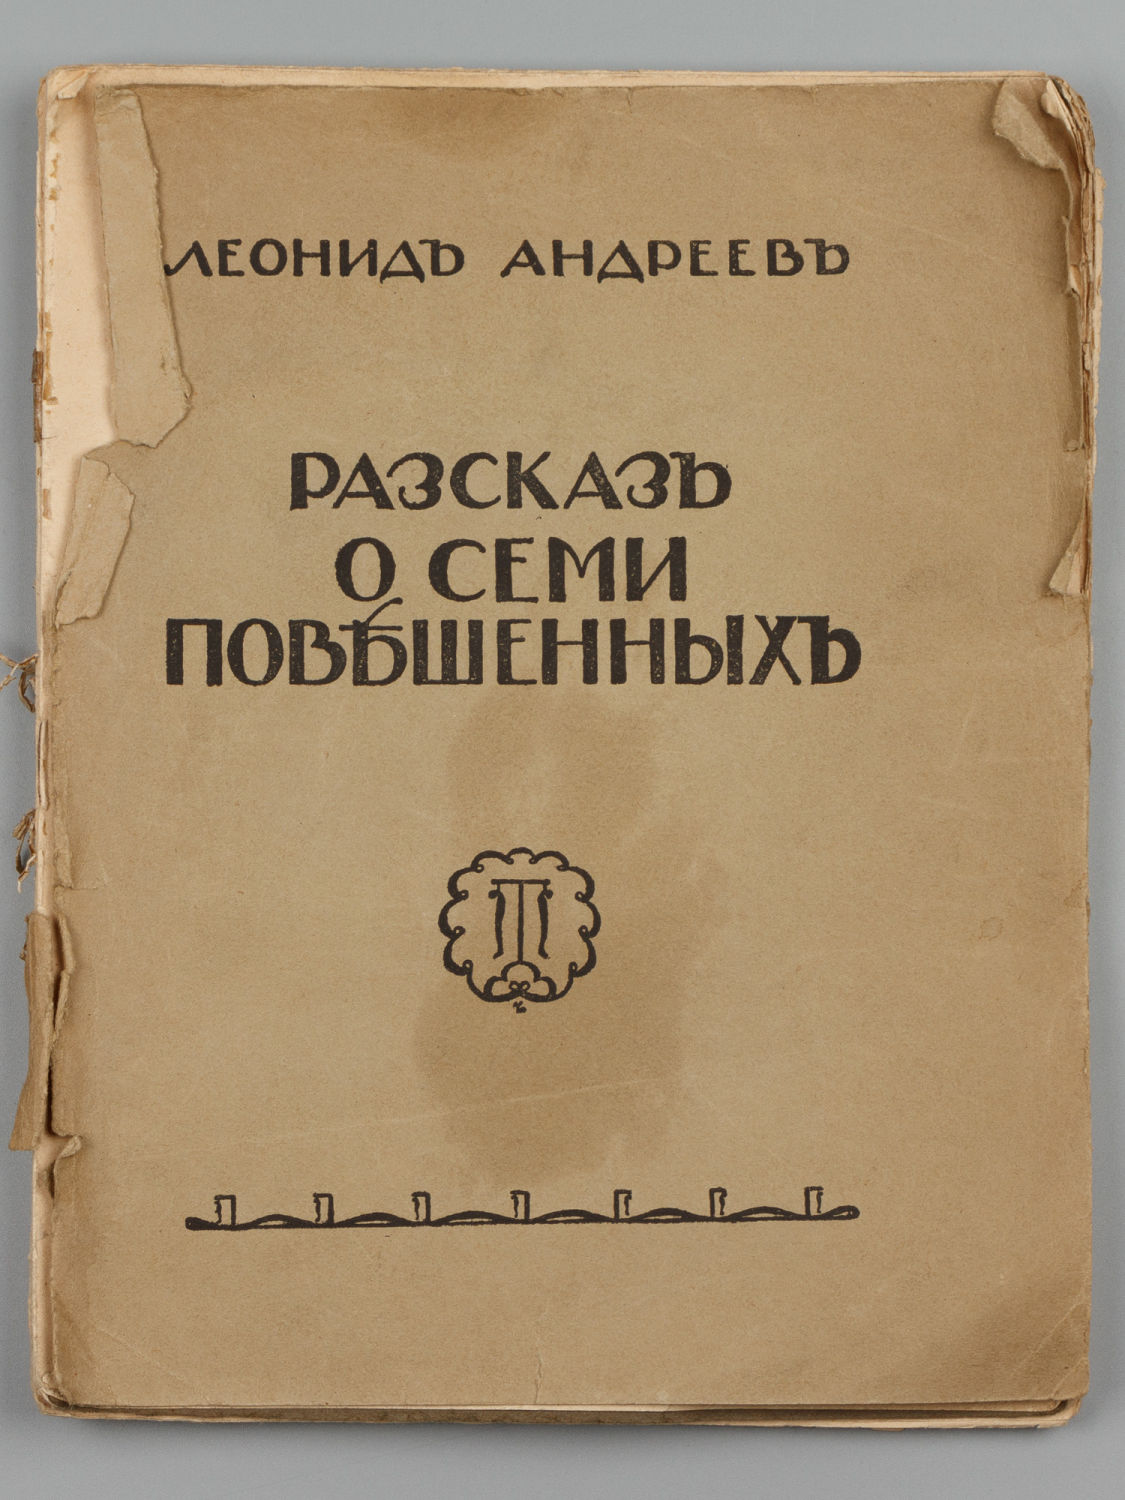 ЛЕОНИДЪ АНДРЕЕВЪ
РАЗСКАЗЪ
О СЕМИ
ПОВѢШЕННЫХЪ